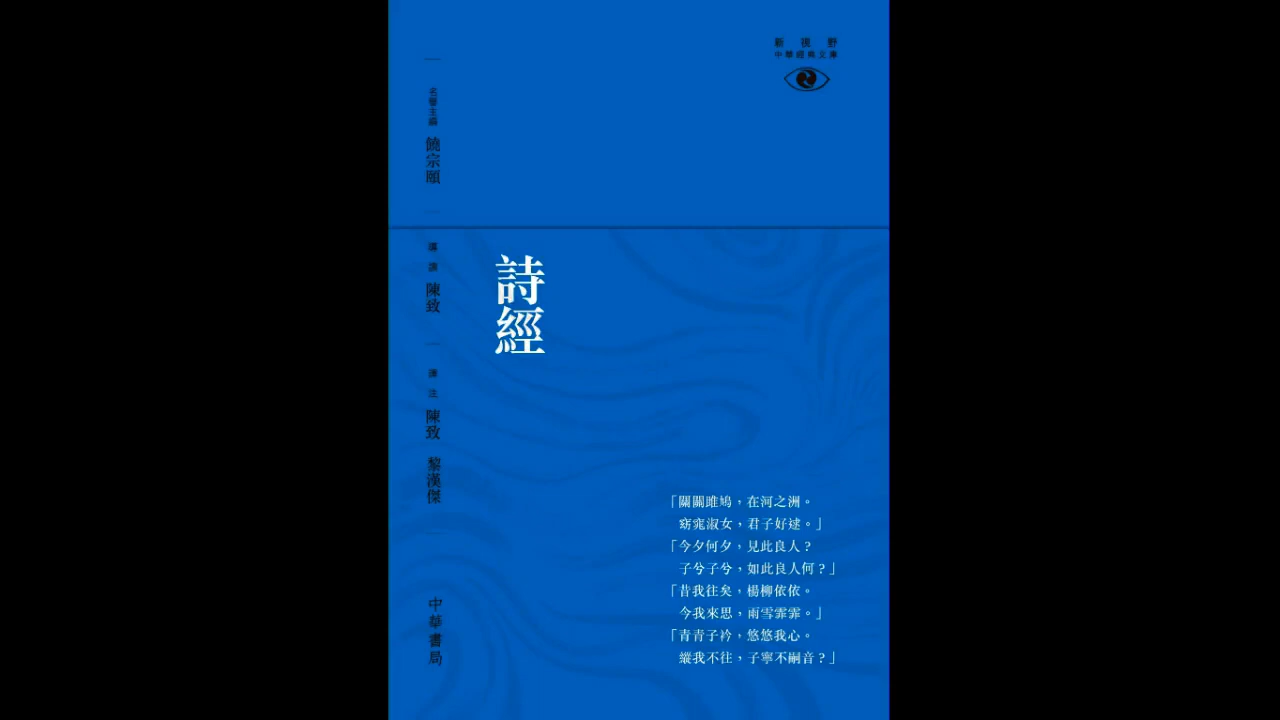 新視野
中華經典文庫
名譽主編
饒宗頤
導讀
陳致
譯注
陳致
黎漢傑
中華書局
詩經
「關關雎鳩，在河之洲。
窈窕淑女，君子好逑。」
「今夕何夕，見此良人？
子兮子兮，如此良人何？」
「昔我往矣，楊柳依依。
今我來思，雨雪霏霏。」
「青青子衿，悠悠我心。
縱我不往，子寧不嗣音？」